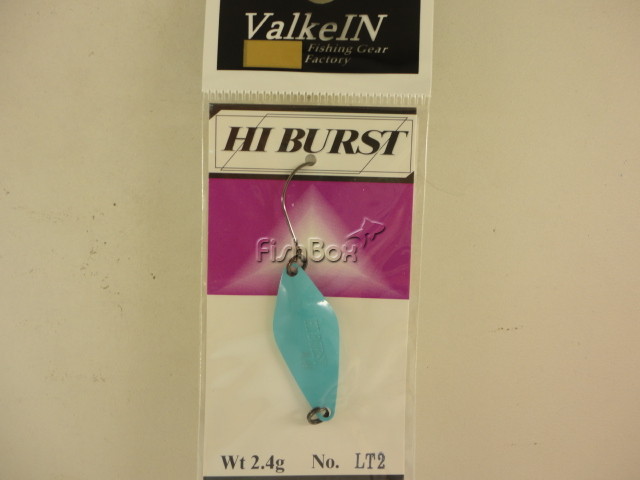 ValkeIN
Fishing Gear
Factory
HI BURST
FishBox
Wt 2.4g No. LT2